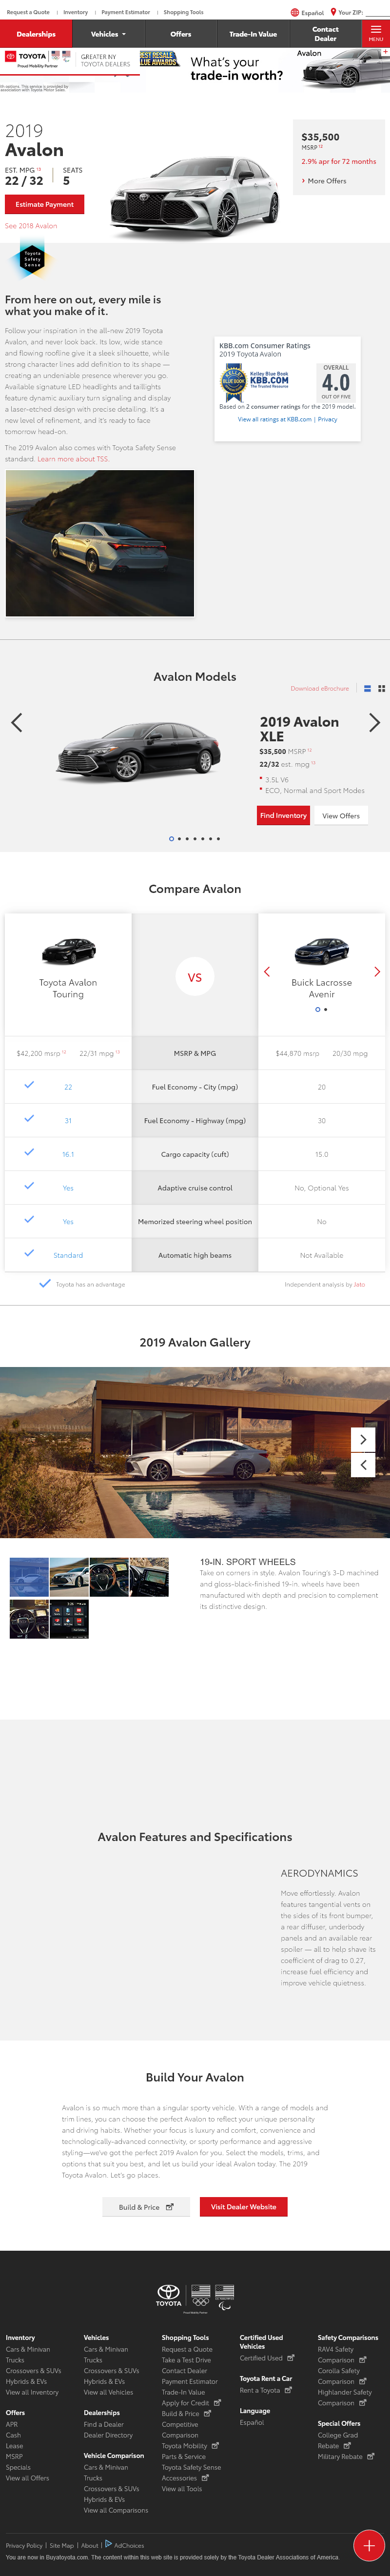 Request a Quote | Inventory | Payment Estimator | Shopping Tools Español Your ZIP:
Dealerships Vehicles Offers Trade-In Value Contact Dealer MENU
TOYOTA GREATER NY TOYOTA DEALERS
Proud Mobility Partner
What's your
trade-in worth?
Avalon
2019
Avalon
EST. MPG 13 SEATS
22 / 32 5
Estimate Payment
See 2018 Avalon
$35,500
MSRP 12
2.9% apr for 72 months
More Offers
Toyota
Safety
Sense
From here on out, every mile is
what you make of it.
Follow your inspiration in the all-new 2019 Toyota
Avalon, and never look back. Its low, wide stance
and flowing roofline give it a sleek silhouette, while
strong character lines add definition to its shape —
creating an undeniable presence wherever you go.
Available signature LED headlights and taillights
feature dynamic auxiliary turn signaling and display
a laser-etched design with precise detailing. It's a
new level of refinement, and it's ready to face
tomorrow head-on.
The 2019 Avalon also comes with Toyota Safety Sense
standard. Learn more about TSS.
KBB.com Consumer Ratings
2019 Toyota Avalon
Kelley Blue Book
KBB.COM
The Trusted Resource
OVERALL
4.0
OUT OF FIVE
Based on 2 consumer ratings for the 2019 model.
View all ratings at KBB.com | Privacy
Avalon Models
Download eBrochure
2019 Avalon
XLE
$35,500 MSRP 12
22/32 est. mpg 13
3.5L V6
ECO, Normal and Sport Modes
Find Inventory View Offers
Compare Avalon
Toyota Avalon
Touring
VS
Buick Lacrosse
Avenir
$42,200 msrp 12 22/31 mpg 13 MSRP & MPG $44,870 msrp 20/30 mpg
22 Fuel Economy - City (mpg) 20
31 Fuel Economy - Highway (mpg) 30
16.1 Cargo capacity (cuft) 15.0
Yes Adaptive cruise control No, Optional Yes
Yes Memorized steering wheel position No
Standard Automatic high beams Not Available
Toyota has an advantage Independent analysis by Jato
2019 Avalon Gallery
19-IN. SPORT WHEELS
Take on corners in style. Avalon Touring's 3-D machined
and gloss-black-finished 19-in. wheels have been
manufactured with depth and precision to complement
its distinctive design.
Avalon Features and Specifications
AERODYNAMICS
Move effortlessly. Avalon
features tangential vents on
the sides of its front bumper,
a rear diffuser, underbody
panels and an available rear
spoiler — all to help shave its
coefficient of drag to 0.27,
increase fuel efficiency and
improve vehicle quietness.
Build Your Avalon
Avalon is so much more than a singular sporty vehicle. With a range of models and
trim lines, you can choose the perfect Avalon to reflect your unique personality
and driving habits. Whether your focus is luxury and comfort, convenience and
technologically-advanced connectivity, or sporty performance and aggressive
styling—we've got the perfect 2019 Avalon for you. Select the models, trims, and
options that suit you best, and let us build your ideal Avalon today. The 2019
Toyota Avalon. Let's go places.
Build & Price Visit Dealer Website
TOYOTA
Inventory
Cars & Minivan
Trucks
Crossovers & SUVs
Hybrids & EVs
View all Inventory
Offers
APR
Cash
Lease
MSRP
Specials
View all Offers
Vehicles
Cars & Minivan
Trucks
Crossovers & SUVs
Hybrids & EVs
View all Vehicles
Dealerships
Find a Dealer
Dealer Directory
Vehicle Comparison
Cars & Minivan
Trucks
Crossovers & SUVs
Hybrids & EVs
View all Comparisons
Shopping Tools
Request a Quote
Take a Test Drive
Contact Dealer
Payment Estimator
Trade-In Value
Apply for Credit
Build & Price
Competitive
Comparison
Toyota Mobility
Parts & Service
Toyota Safety Sense
Accessories
View all Tools
Certified Used
Vehicles
Certified Used
Toyota Rent a Car
Rent a Toyota
Language
Español
Safety Comparisons
RAV4 Safety
Comparison
Corolla Safety
Comparison
Highlander Safety
Comparison
Special Offers
College Grad
Rebate
Military Rebate
Privacy Policy | Site Map | About | AdChoices
You are now in Buyatoyota.com. The content within this web site is provided solely by the Toyota Dealer Associations of America.